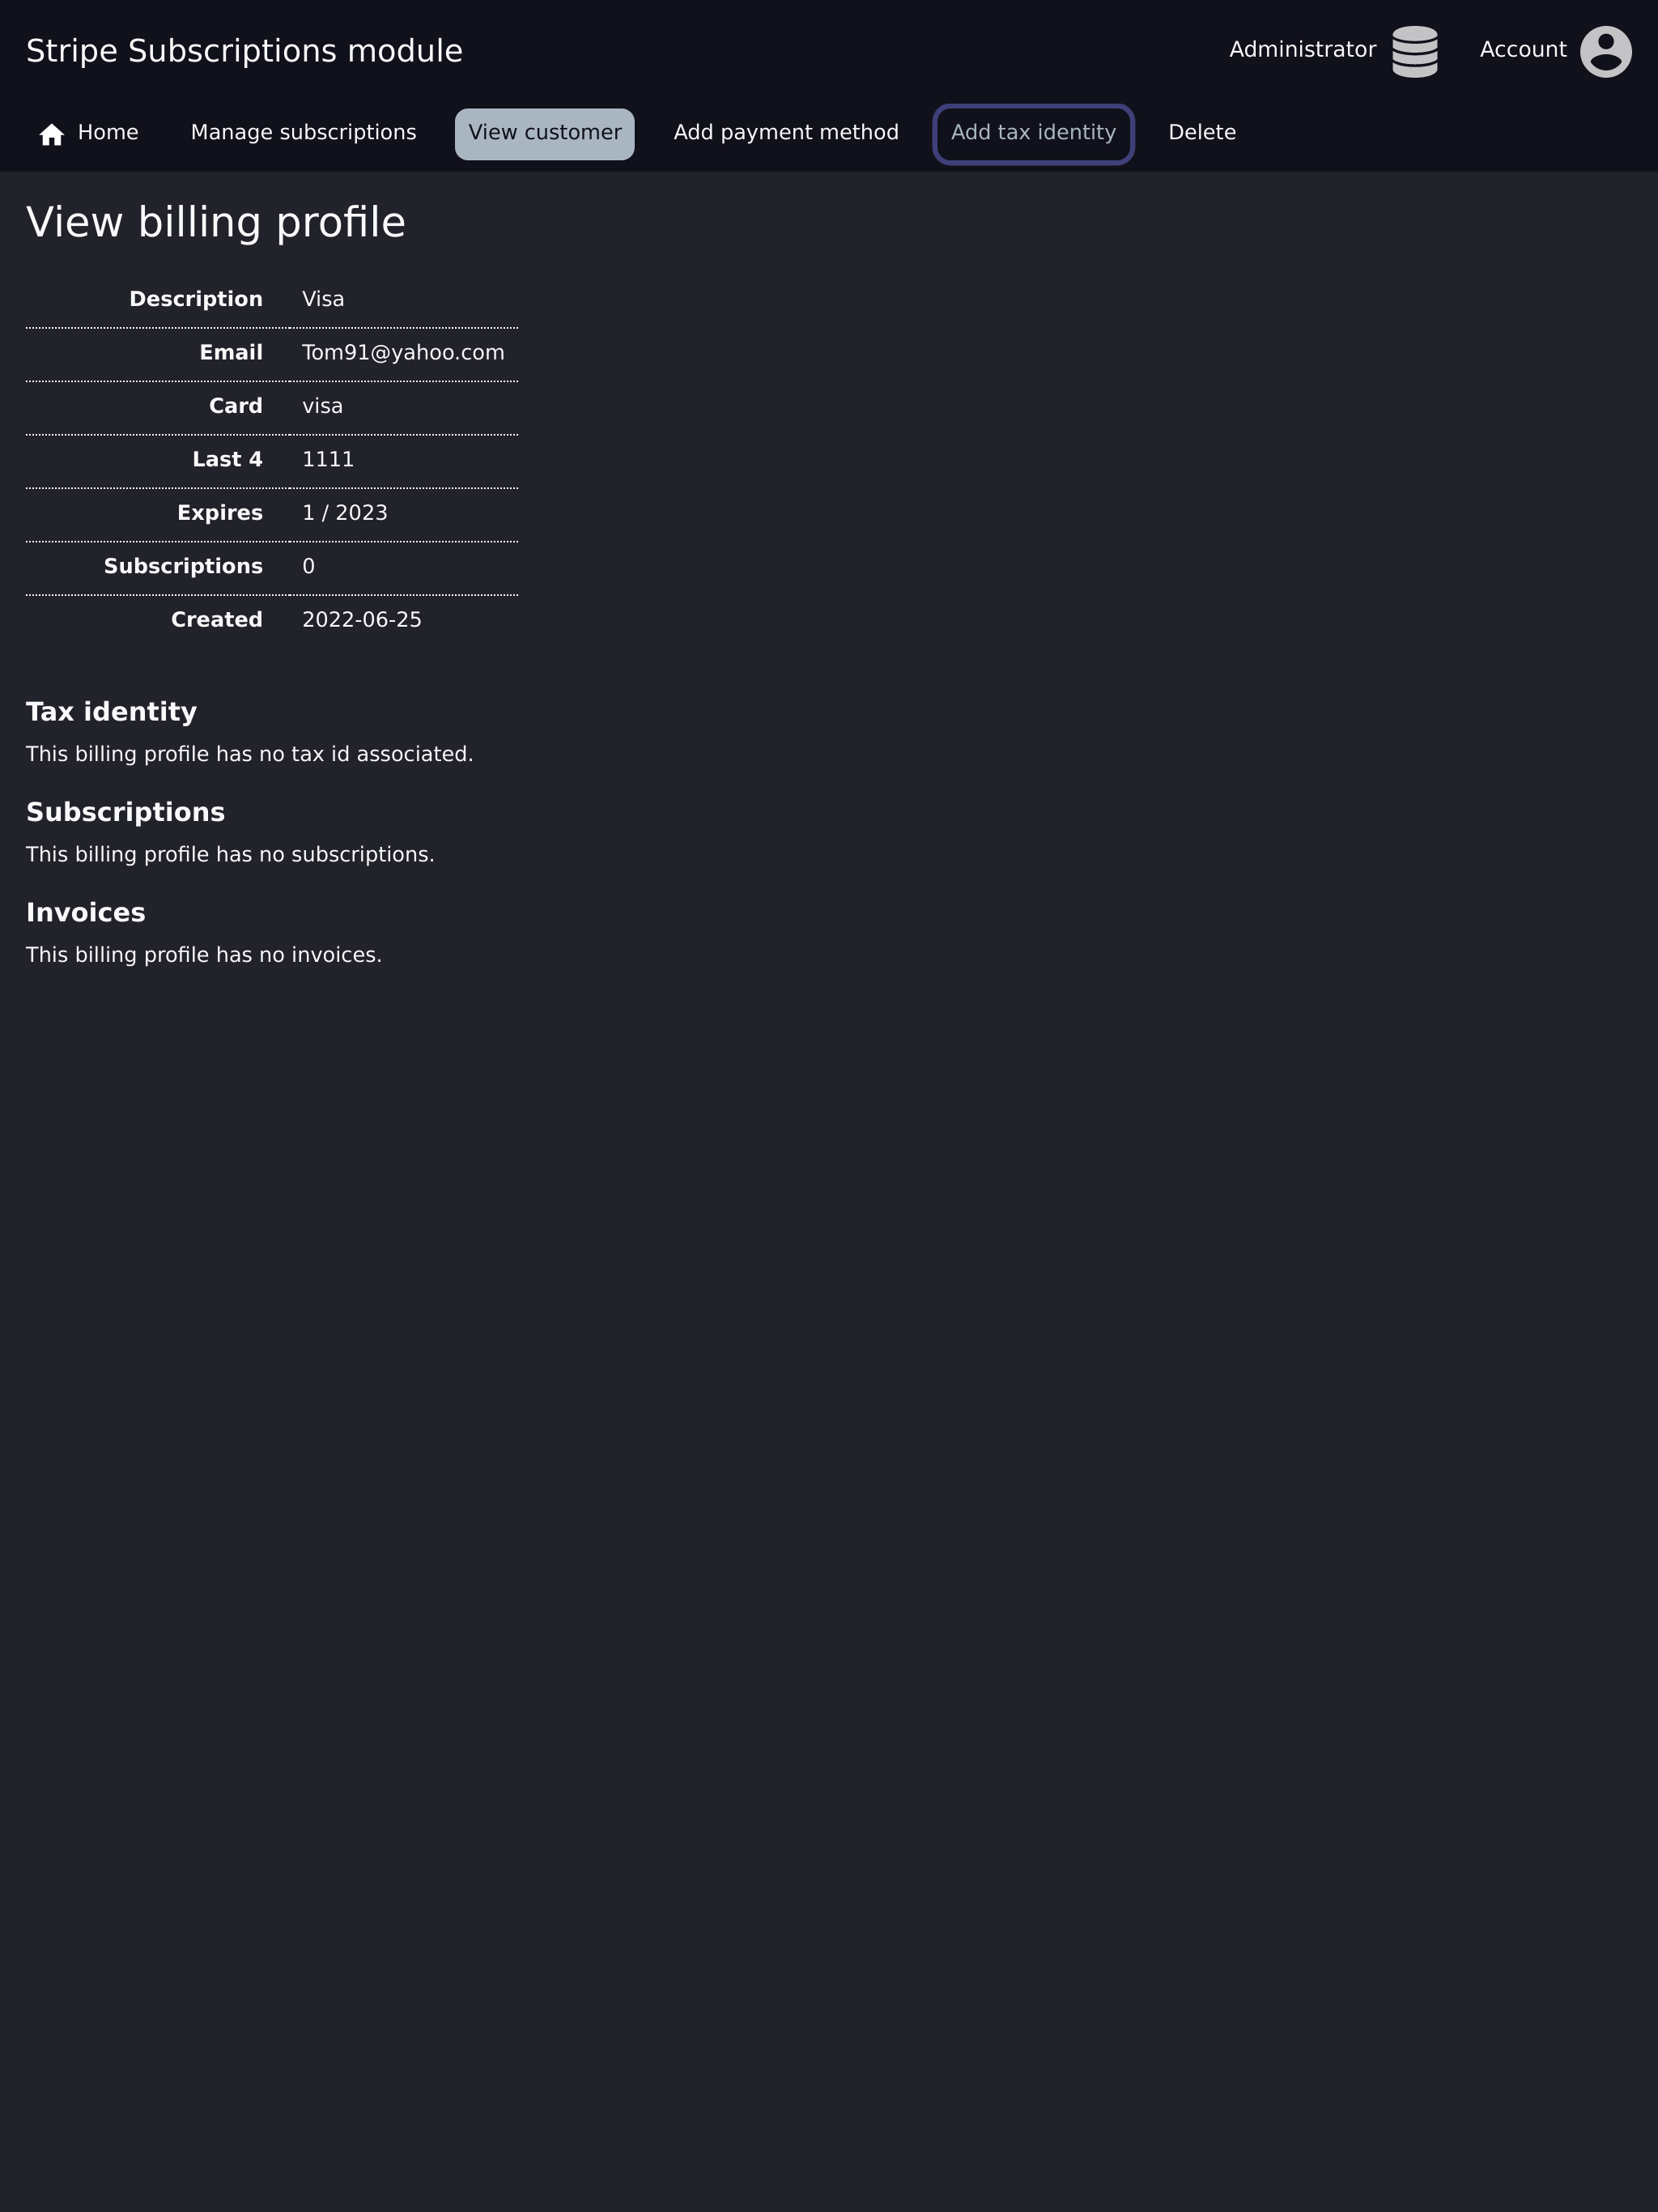 Stripe Subscriptions module
Administrator
Account
Home
Manage subscriptions
View customer
Add payment method
Add tax identity
Delete
View billing profile
Description Visa
Email Tom91@yahoo.com
Card visa
Last 4 1111
Expires 1 / 2023
Subscriptions 0
Created 2022-06-25
Tax identity
This billing profile has no tax id associated.
Subscriptions
This billing profile has no subscriptions.
Invoices
This billing profile has no invoices.